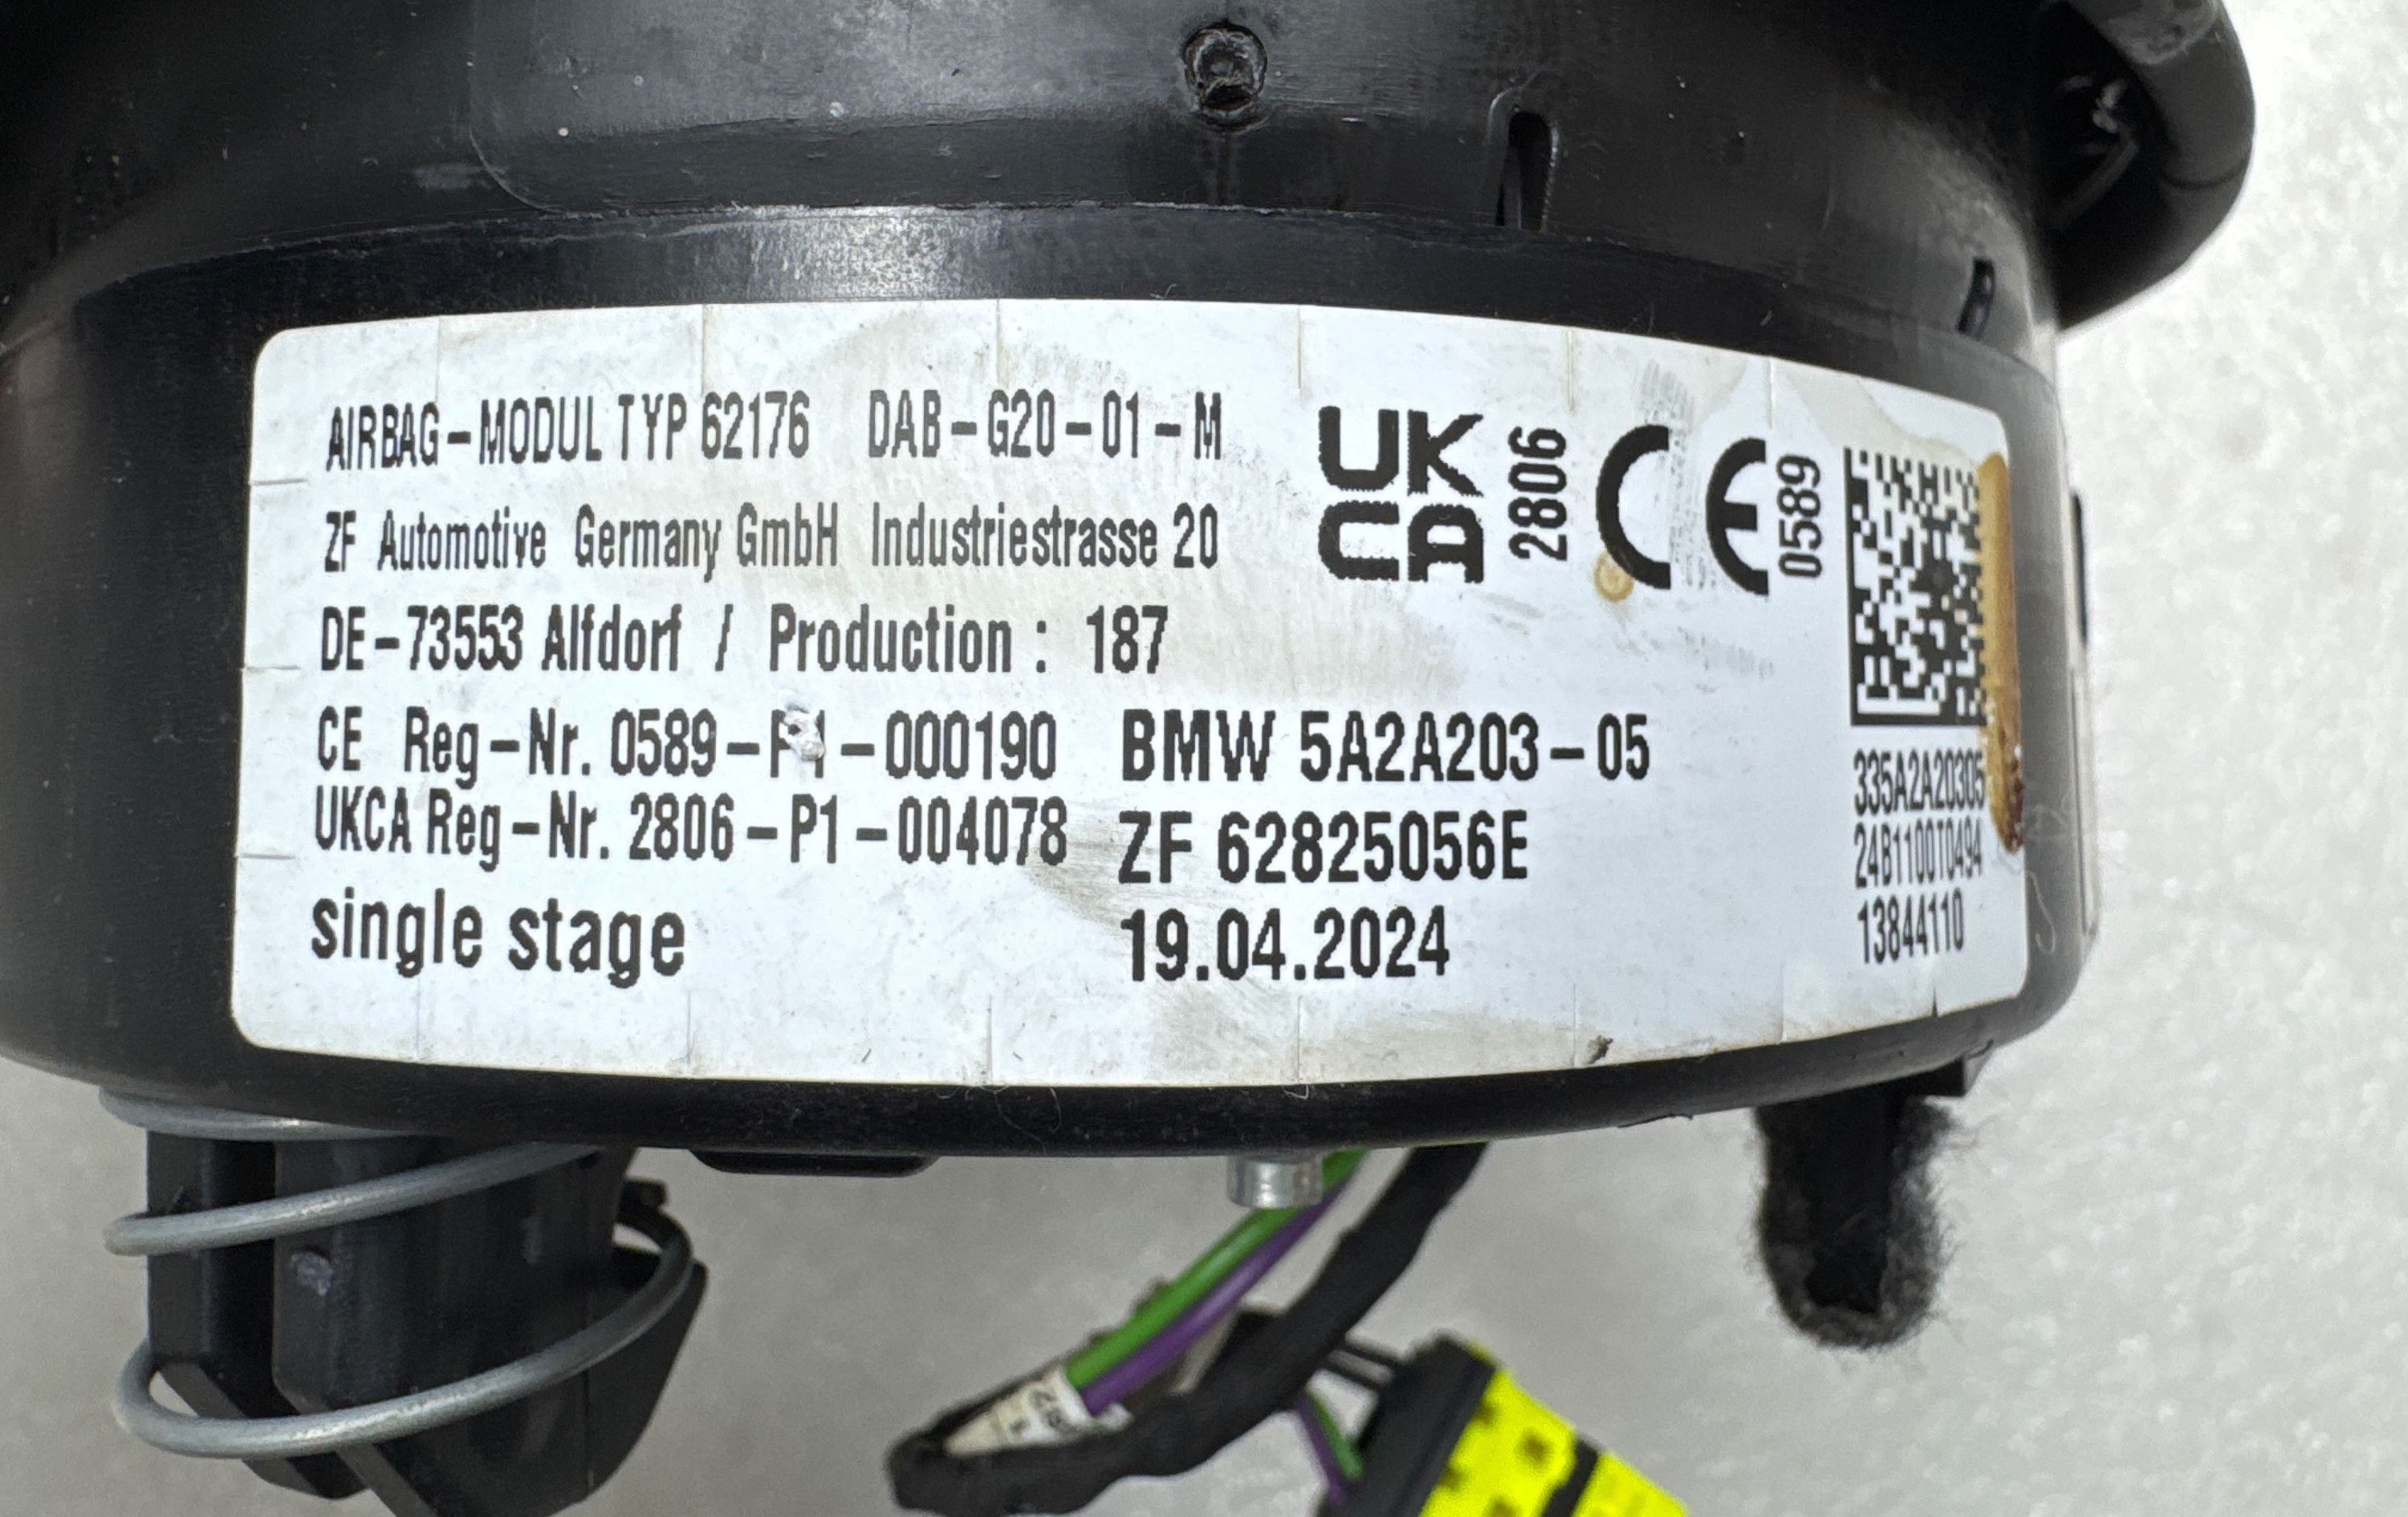 AIRBAG-MODUL TYP 62176 DAB-G20-01-M
ZF Automotive Germany GmbH Industriestrasse 20
DE-73553 Alfdorf / Production : 187
CE Reg-Nr. 0589-P1-000190
UKCA Reg-Nr. 2806-P1-004078
single stage
BMW 5A2A203-05
ZF 62825056E
19.04.2024
UK
CA
2806
CE
0589
335A2A20305
24B1100T0494
13844110